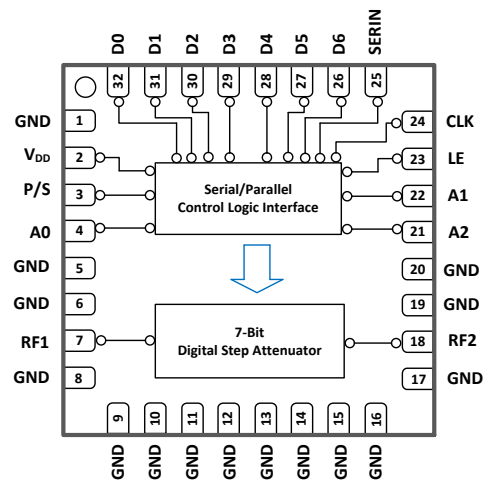 D0 D1 D2 D3 D4 D5 D6 SERIN
32 31 30 29 28 27 26 25
GND 1
24 CLK
VDD 2
23 LE
P/S 3
22 A1
A0 4
21 A2
Serial/Parallel
Control Logic Interface
GND 5
20 GND
GND 6
19 GND
RF1 7
18 RF2
7-Bit
Digital Step Attenuator
GND 8
17 GND
9 10 11 12 13 14 15 16
GND GND GND GND GND GND GND GND